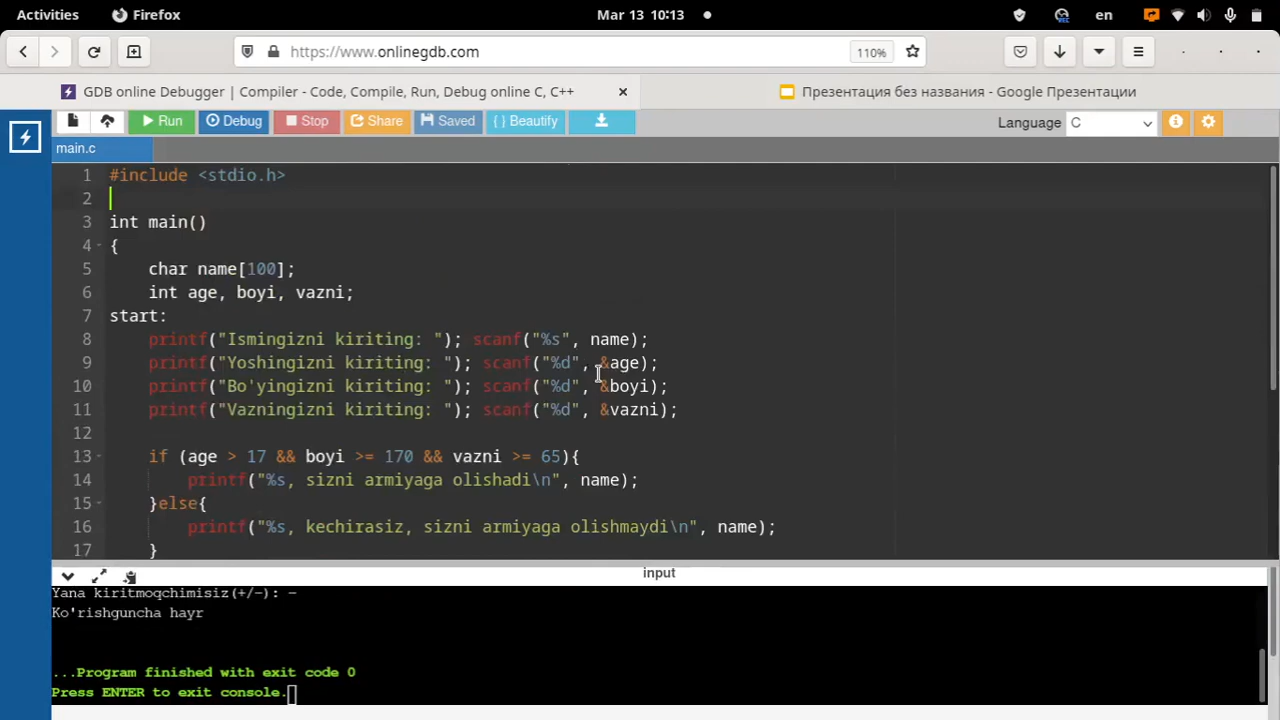 Activities Firefox Mar 13 10:13 en
https://www.onlinegdb.com 110%
GDB online Debugger | Compiler - Code, Compile, Run, Debug online C, C++ Презентация без названия - Google Презентации
Run Debug Stop Share Saved { } Beautify Language C
main.c
1 #include <stdio.h>
2
3 int main()
4 {
5 char name[100];
6 int age, boyi, vazni;
7 start:
8 printf("Ismingizni kiriting: "); scanf("%s", name);
9 printf("Yoshingizni kiriting: "); scanf("%d", &age);
10 printf("Bo'yingizni kiriting: "); scanf("%d", &boyi);
11 printf("Vazningizni kiriting: "); scanf("%d", &vazni);
12
13 if (age > 17 && boyi >= 170 && vazni >= 65){
14 printf("%s, sizni armiyaga olishadi\n", name);
15 }else{
16 printf("%s, kechirasiz, sizni armiyaga olishmaydi\n", name);
17 }
input
Yana kiritmoqchimisiz(+/-): -
Ko'rishguncha hayr
...Program finished with exit code 0
Press ENTER to exit console.